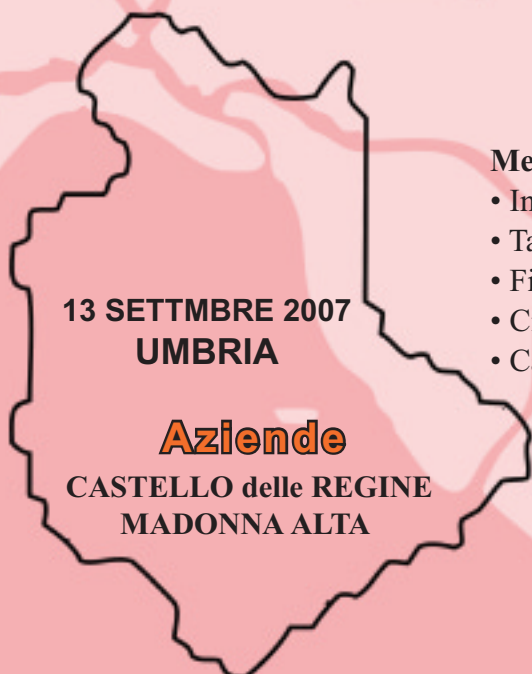 13 SETTMBRE 2007
UMBRIA
Aziende
CASTELLO delle REGINE
MADONNA ALTA